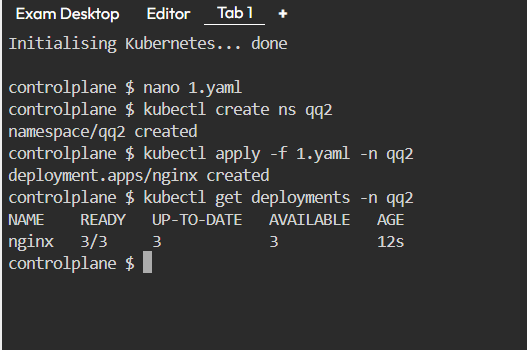 Exam Desktop Editor Tab 1 +
Initialising Kubernetes... done
controlplane $ nano 1.yaml
controlplane $ kubectl create ns qq2
namespace/qq2 created
controlplane $ kubectl apply -f 1.yaml -n qq2
deployment.apps/nginx created
controlplane $ kubectl get deployments -n qq2
NAME    READY   UP-TO-DATE   AVAILABLE   AGE
nginx   3/3     3            3           12s
controlplane $